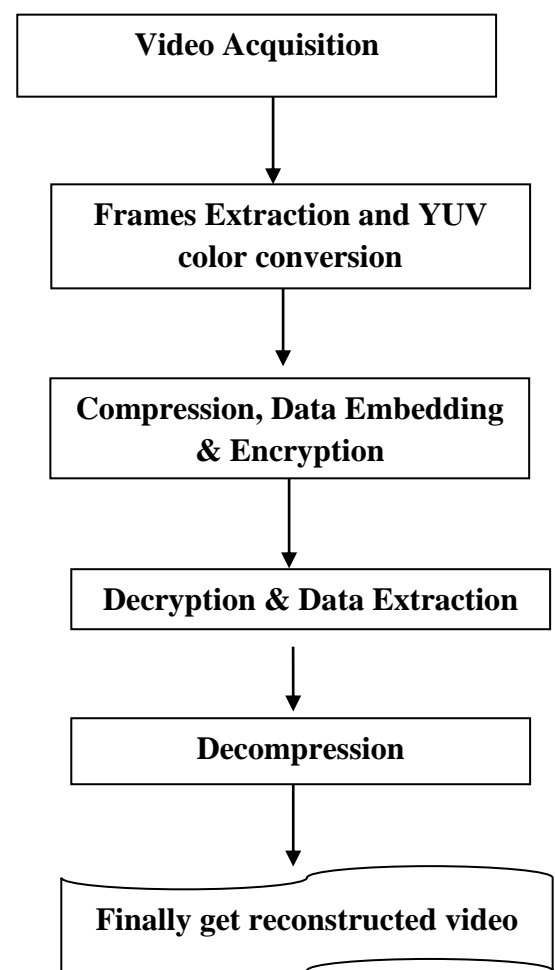 Video Acquisition
Frames Extraction and YUV
color conversion
Compression, Data Embedding
& Encryption
Decryption & Data Extraction
Decompression
Finally get reconstructed video